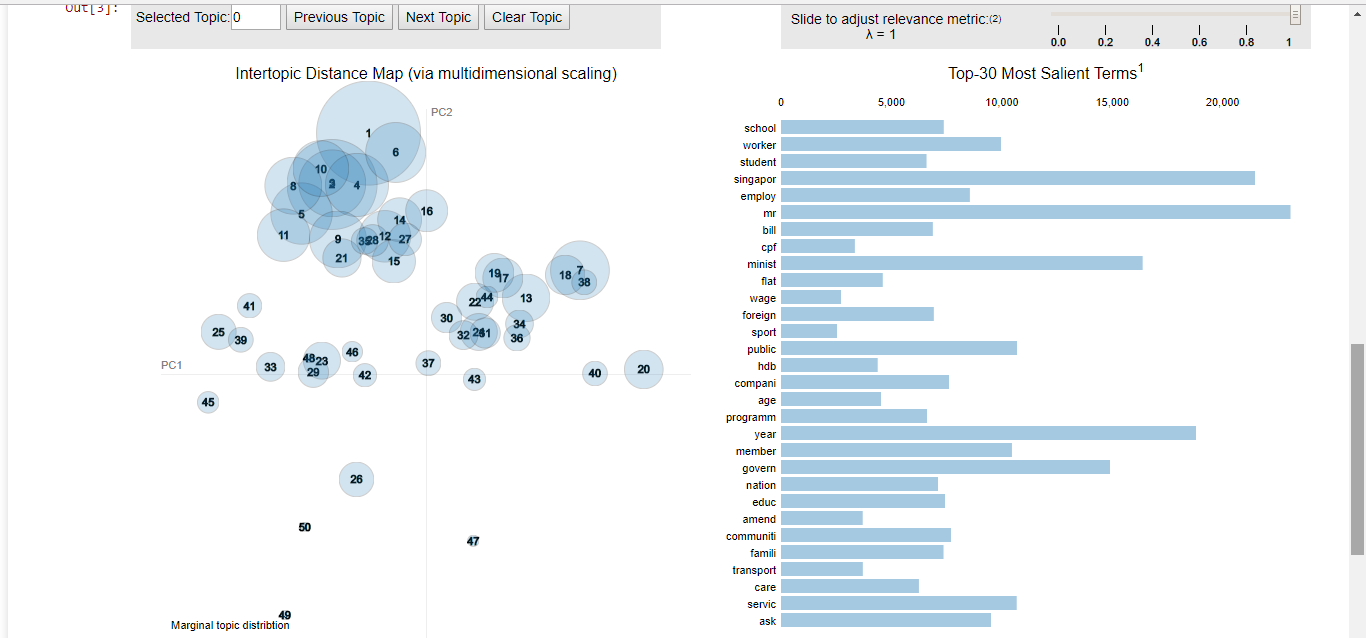 Out[3]:
Selected Topic: 0 Previous Topic Next Topic Clear Topic
Slide to adjust relevance metric:(2)
λ = 1
0.0 0.2 0.4 0.6 0.8 1
Intertopic Distance Map (via multidimensional scaling)
PC2
1
6
10
8
2
4
5
16
14
11
9
28
12
27
21
15
19
17
18
7
38
22
44
13
41
30
34
25
39
32
24
31
36
48
23
46
33
29
42
37
43
40
20
PC1
45
26
50
47
49
Marginal topic distribtion
Top-30 Most Salient Terms1
0 5,000 10,000 15,000 20,000
school
worker
student
singapor
employ
mr
bill
cpf
minist
flat
wage
foreign
sport
public
hdb
compani
age
programm
year
member
govern
nation
educ
amend
communiti
famili
transport
care
servic
ask